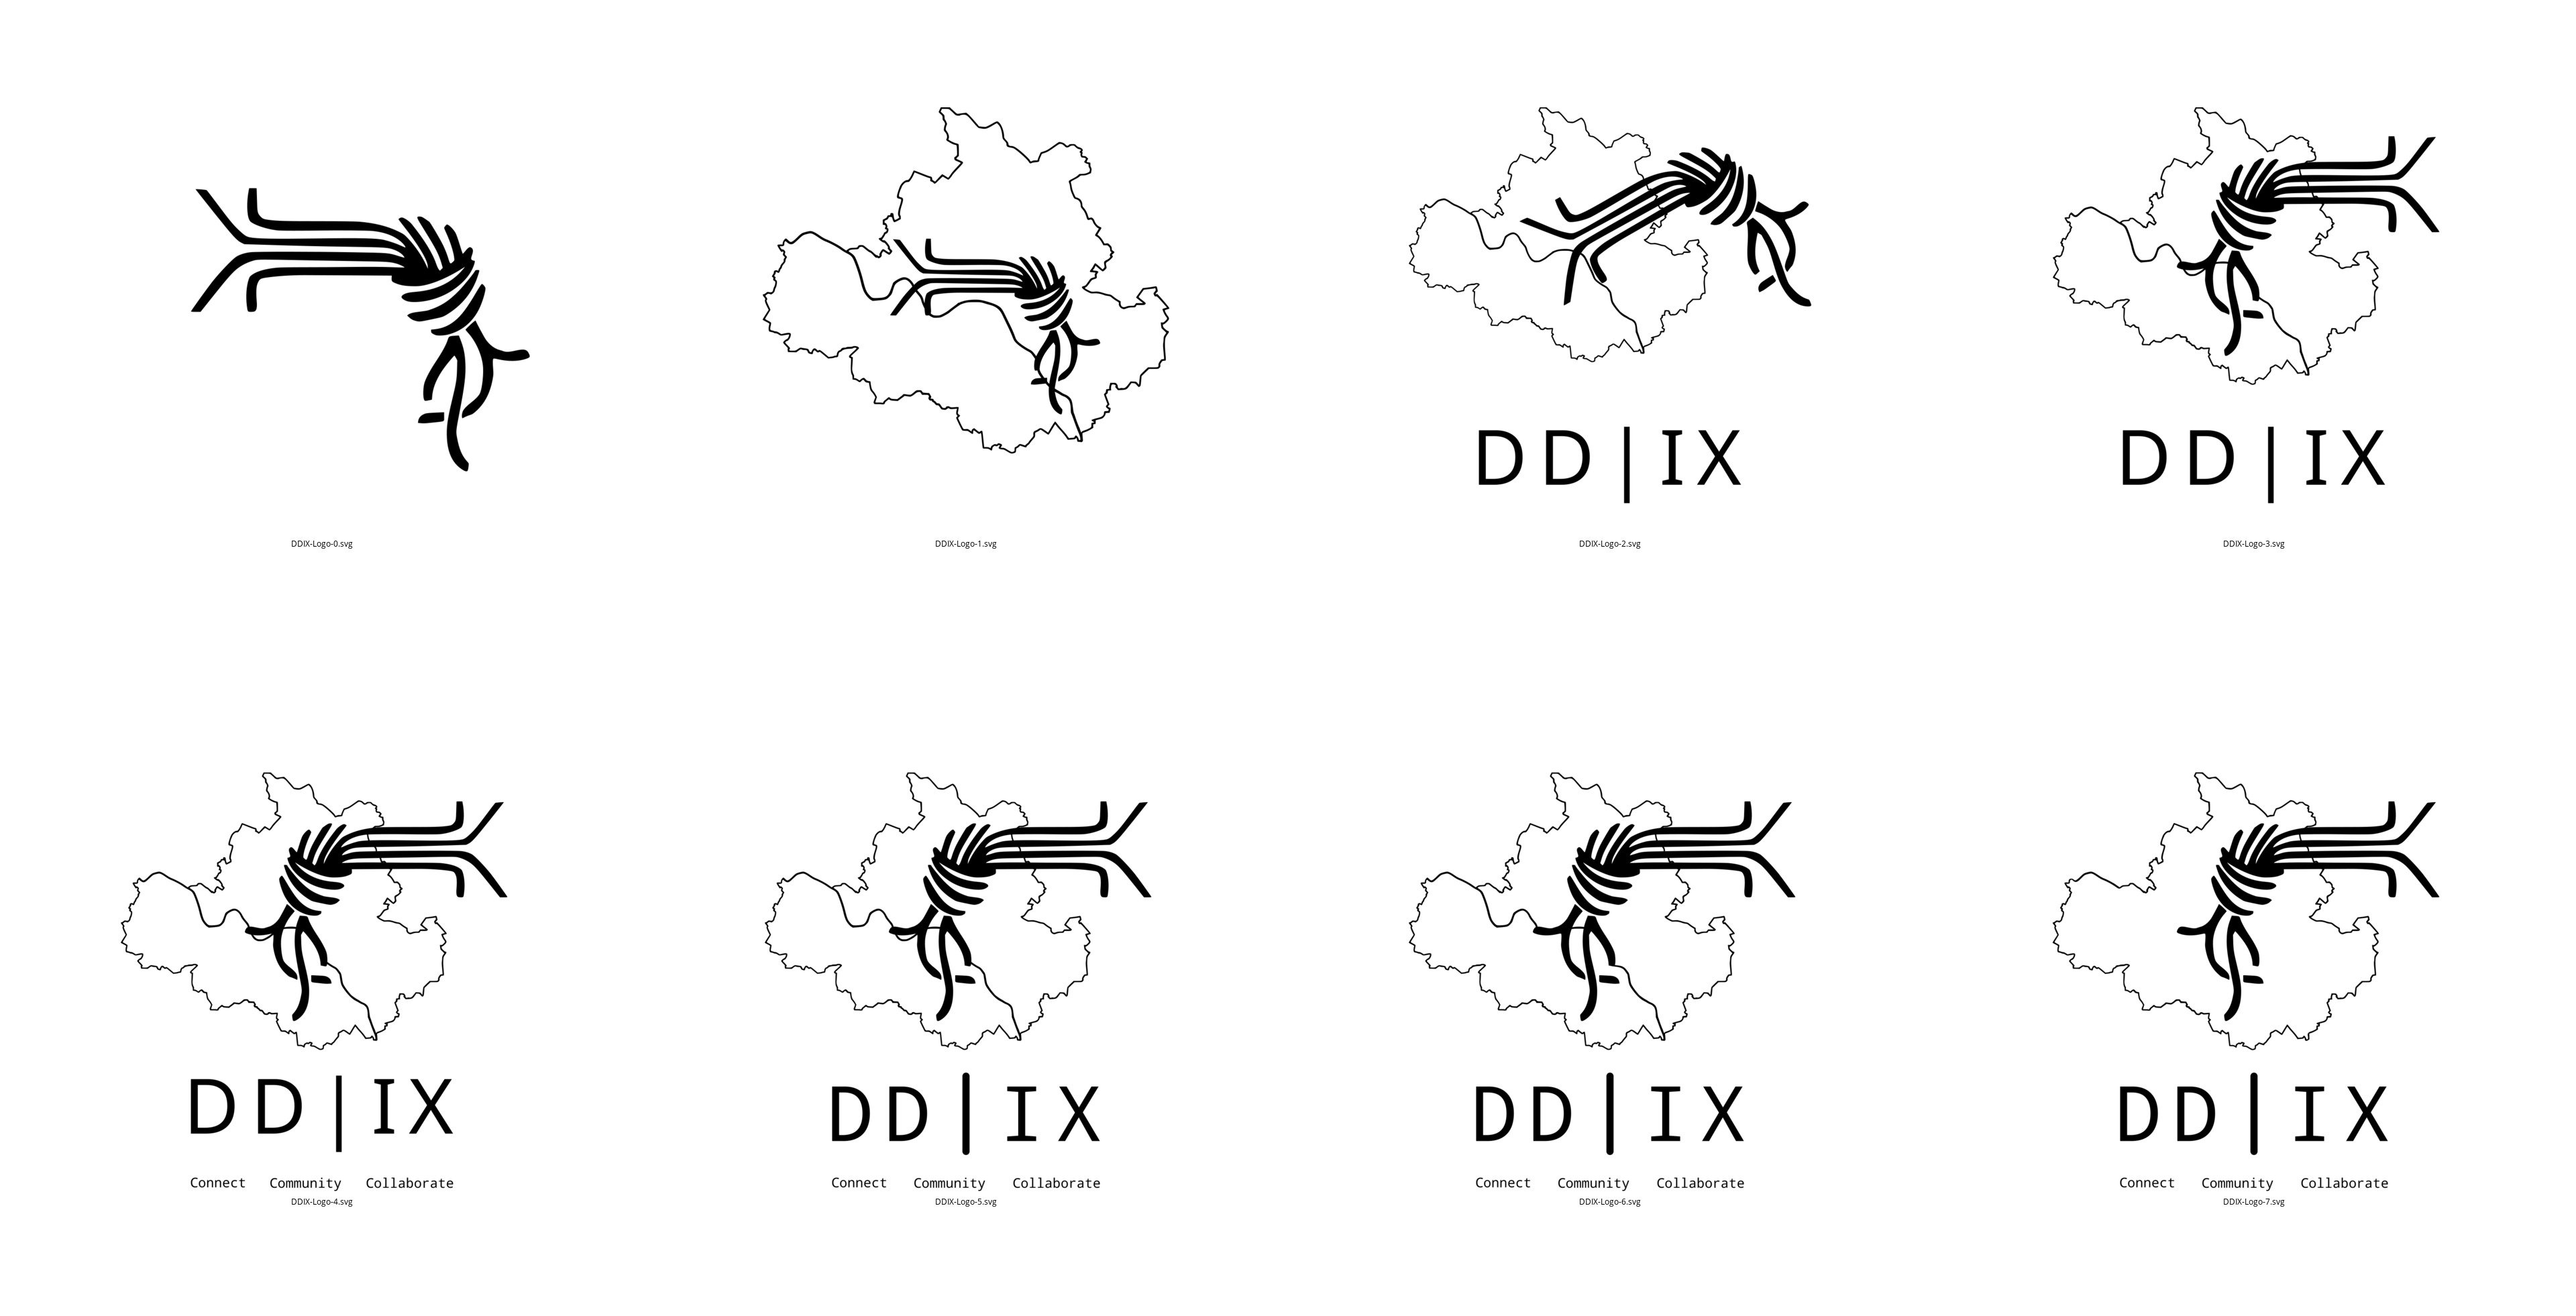 DD|IX
DD|IX
DDIX-Logo-0.svg
DDIX-Logo-1.svg
DDIX-Logo-2.svg
DDIX-Logo-3.svg
DD|IX
DD|IX
DD|IX
DD|IX
Connect Community Collaborate
Connect Community Collaborate
Connect Community Collaborate
Connect Community Collaborate
DDIX-Logo-4.svg
DDIX-Logo-5.svg
DDIX-Logo-6.svg
DDIX-Logo-7.svg